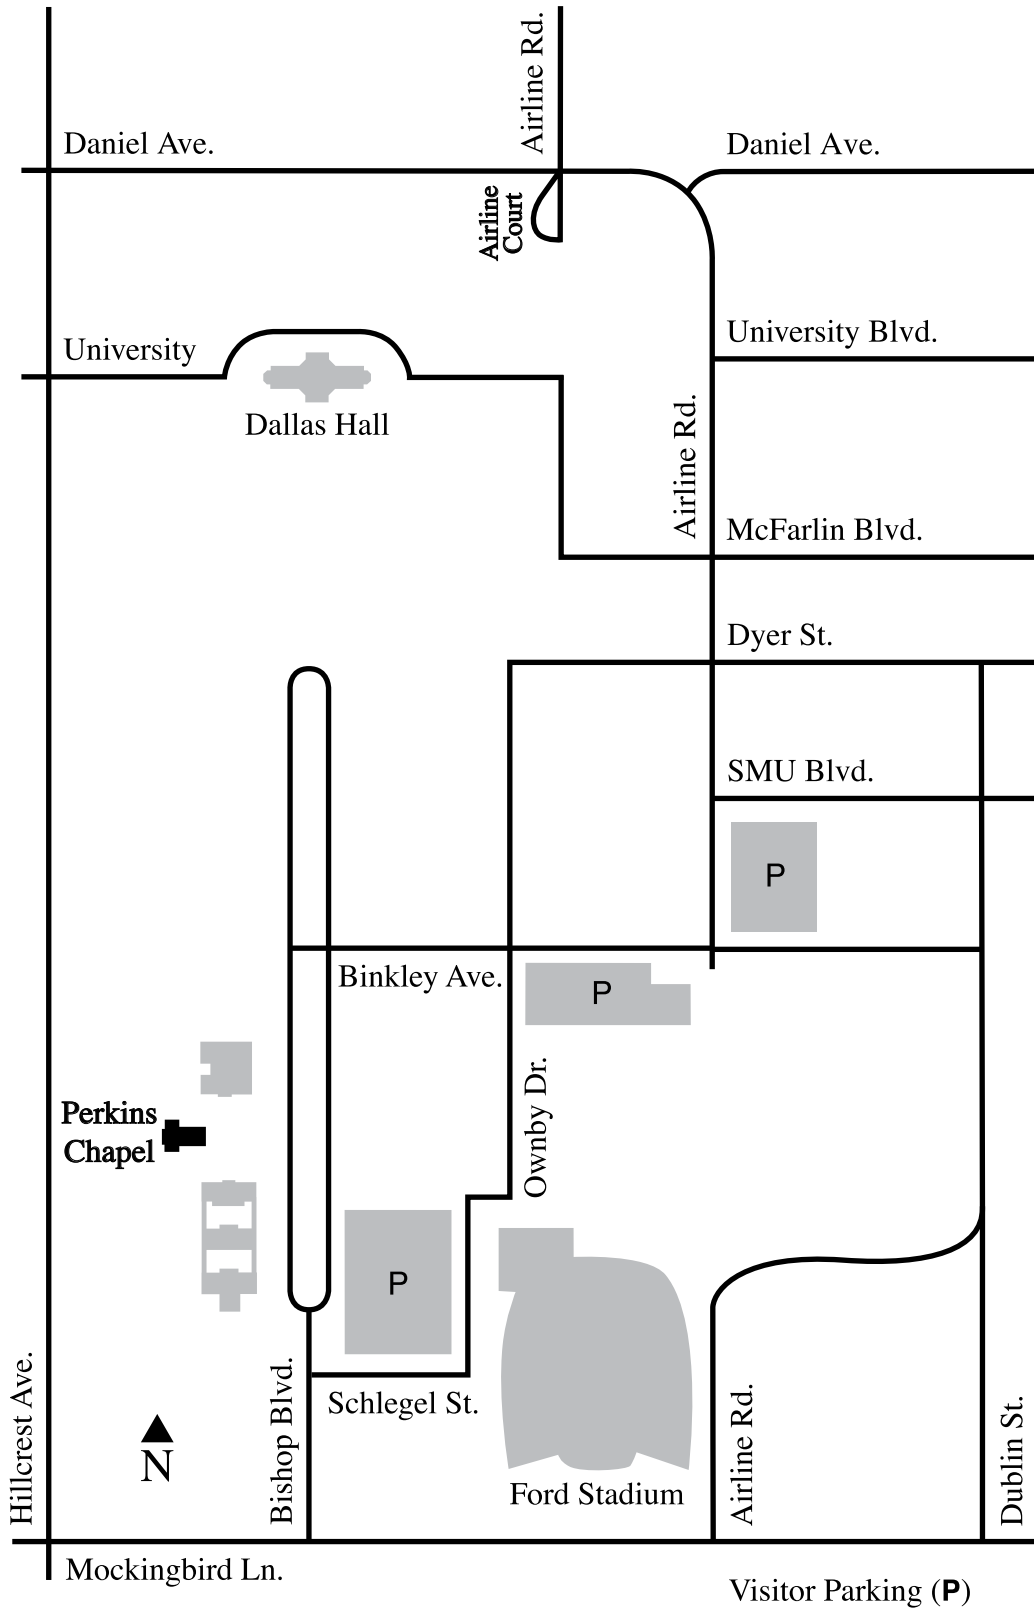 Airline Rd.
Daniel Ave.
Daniel Ave.
Airline
Court
University
University Blvd.
Dallas Hall
Airline Rd.
McFarlin Blvd.
Dyer St.
SMU Blvd.
P
Binkley Ave.
P
Ownby Dr.
Perkins
Chapel
P
Hillcrest Ave.
N
Bishop Blvd.
Schlegel St.
Ford Stadium
Airline Rd.
Dublin St.
Mockingbird Ln.
Visitor Parking (P)